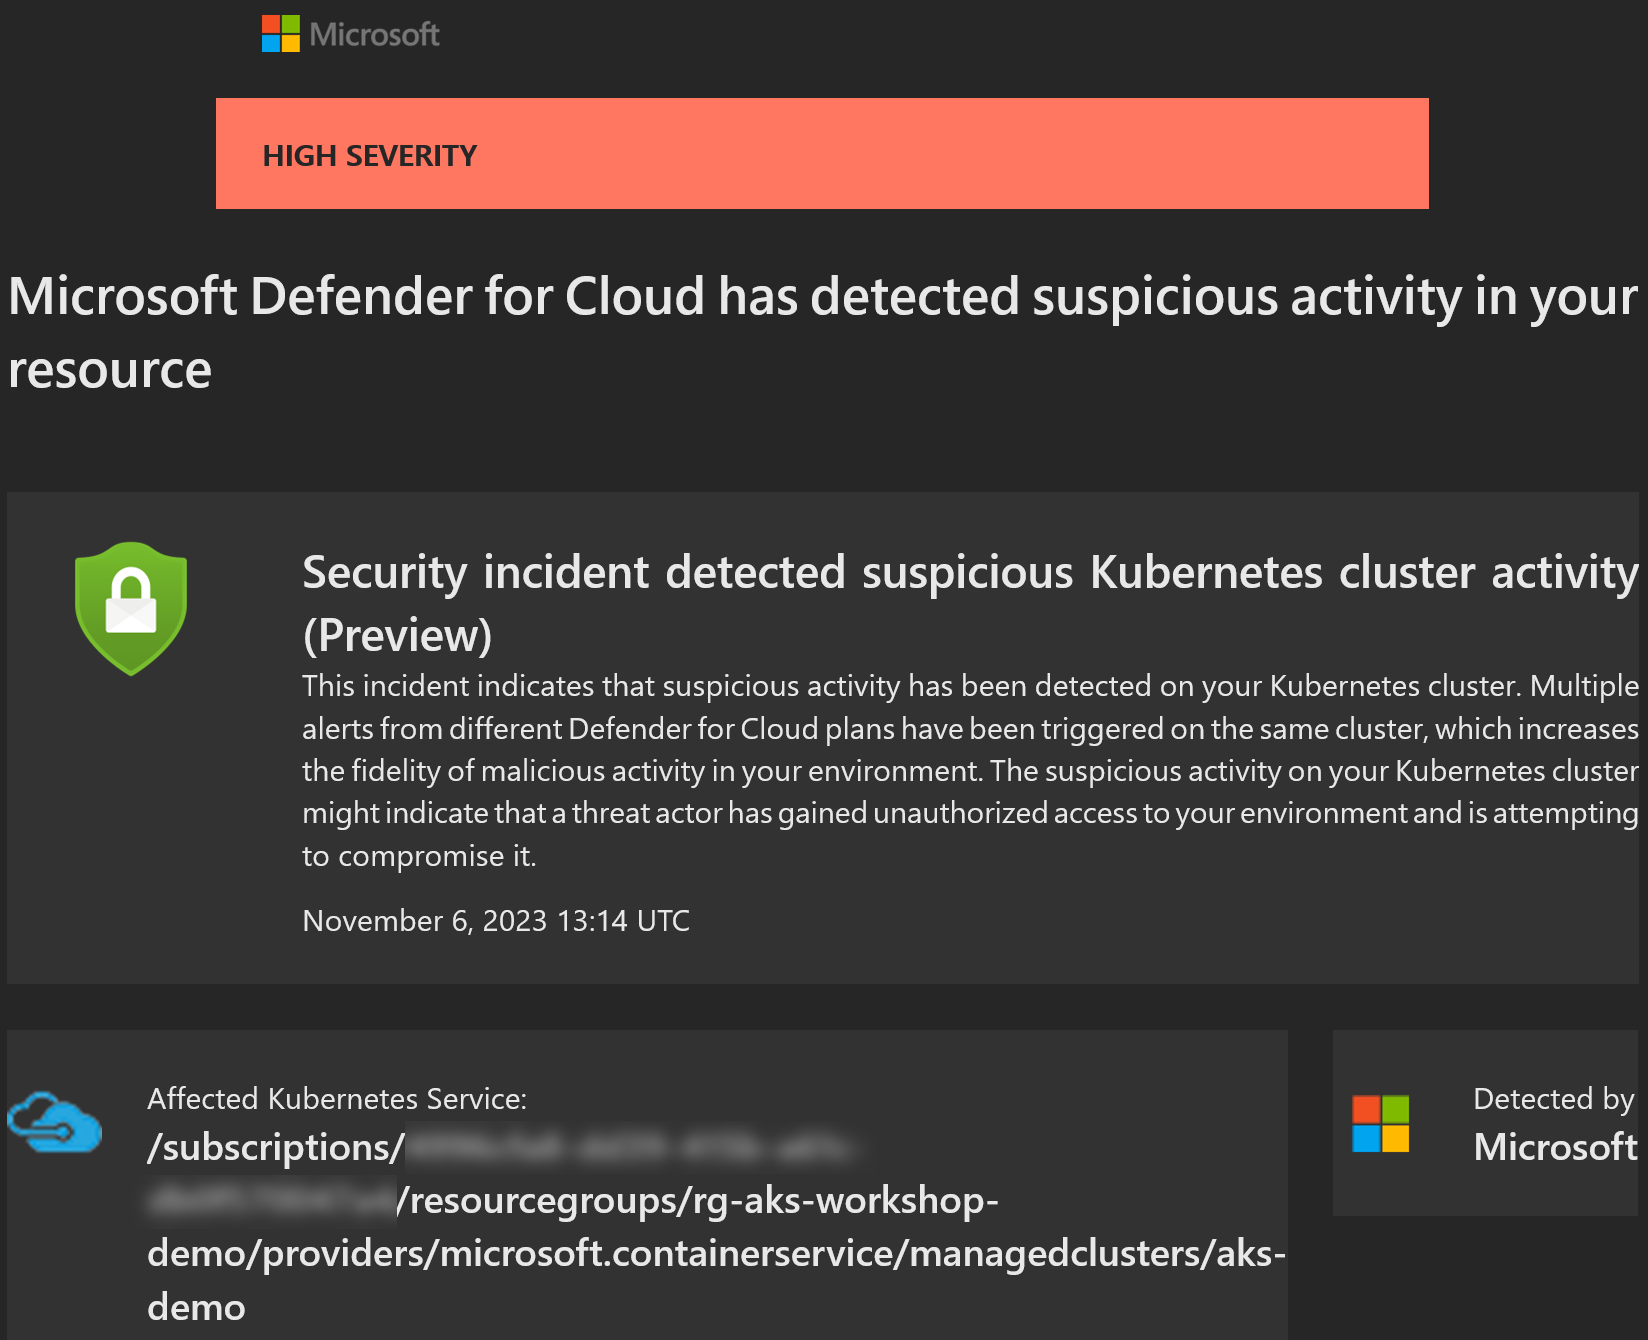 Microsoft
HIGH SEVERITY
Microsoft Defender for Cloud has detected suspicious activity in your
resource
Security incident detected suspicious Kubernetes cluster activity
(Preview)
This incident indicates that suspicious activity has been detected on your Kubernetes cluster. Multiple
alerts from different Defender for Cloud plans have been triggered on the same cluster, which increases
the fidelity of malicious activity in your environment. The suspicious activity on your Kubernetes cluster
might indicate that a threat actor has gained unauthorized access to your environment and is attempting
to compromise it.
November 6, 2023 13:14 UTC
Affected Kubernetes Service:
/subscriptions/
/resourcegroups/rg-aks-workshop-
demo/providers/microsoft.containerservice/managedclusters/aks-
demo
Detected by
Microsoft